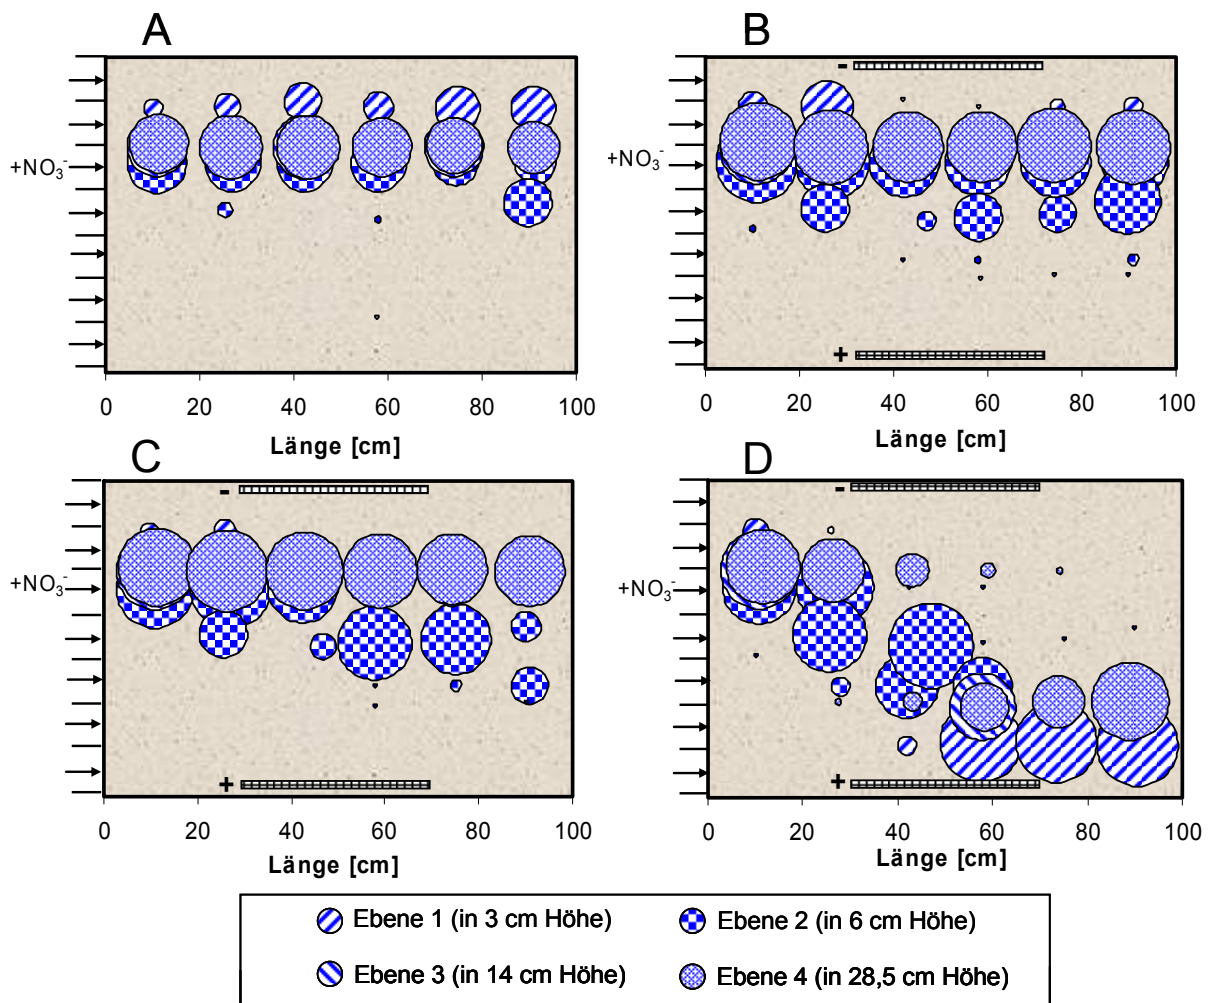 A
B
-
+NO₃⁻
+NO₃⁻
+
0 20 40 60 80 100
0 20 40 60 80 100
Länge [cm]
Länge [cm]
C
D
-
-
+NO₃⁻
+NO₃⁻
+
+
0 20 40 60 80 100
0 20 40 60 80 100
Länge [cm]
Länge [cm]
Ebene 1 (in 3 cm Höhe)
Ebene 2 (in 6 cm Höhe)
Ebene 3 (in 14 cm Höhe)
Ebene 4 (in 28,5 cm Höhe)